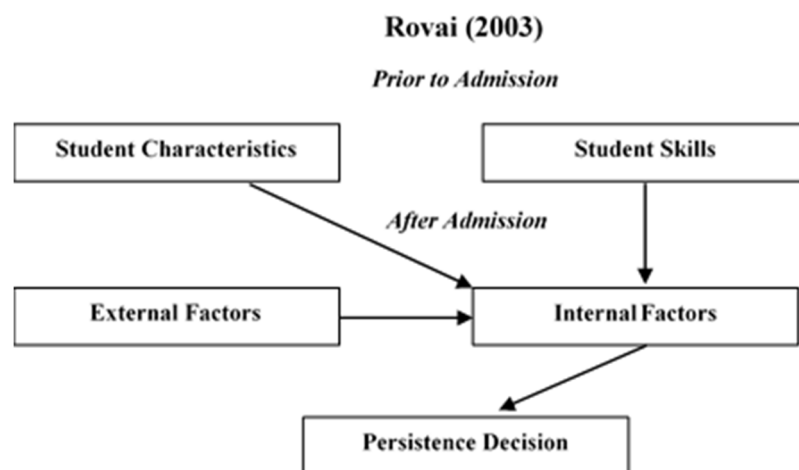 Rovai (2003)
Prior to Admission
Student Characteristics
Student Skills
After Admission
External Factors
Internal Factors
Persistence Decision